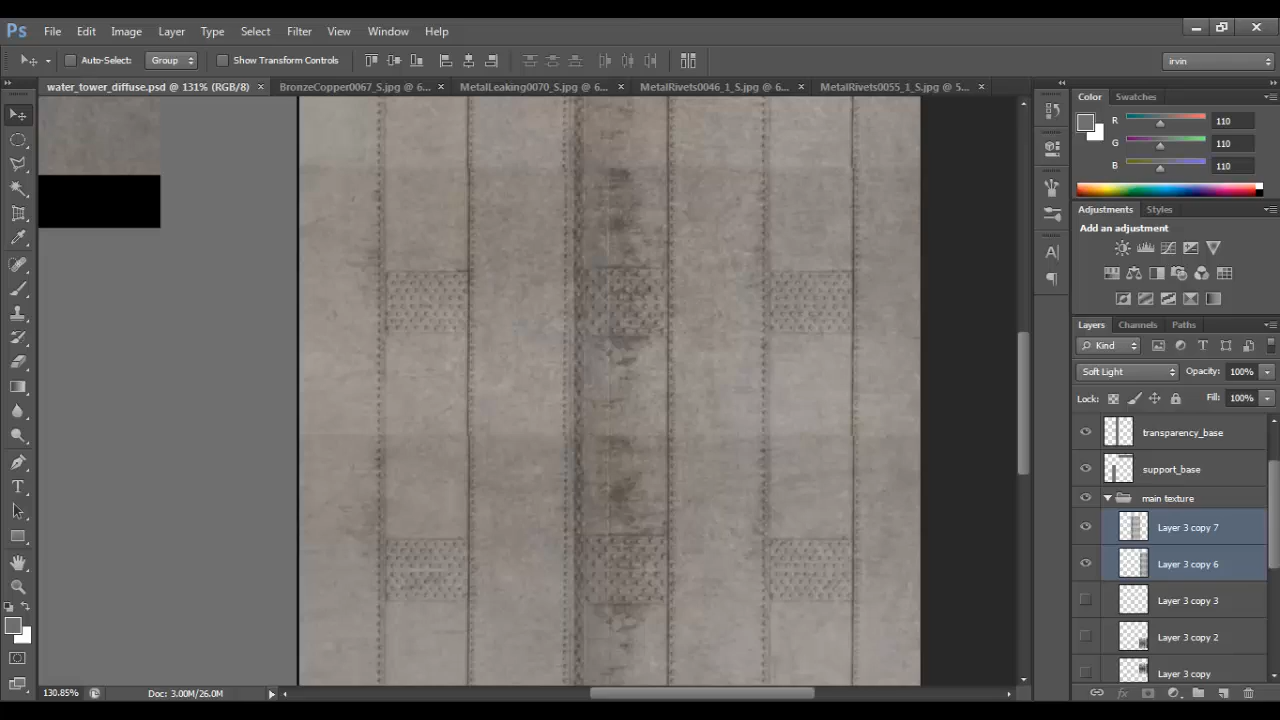 Ps File Edit Image Layer Type Select Filter View Window Help
Auto-Select: Group Show Transform Controls irvin
water_tower_diffuse.psd @ 131% (RGB/8) × BronzeCopper0067_S.jpg @ 6... × MetalLeaking0070_S.jpg @ 6... × MetalRivets0046_1_S.jpg @ 6... × MetalRivets0055_1_S.jpg @ 5... ×
Color Swatches
R 110
G 110
B 110
Adjustments Styles
Add an adjustment
Layers Channels Paths
Kind
Soft Light Opacity: 100%
Lock: Fill: 100%
transparency_base
support_base
main texture
Layer 3 copy 7
Layer 3 copy 6
Layer 3 copy 3
Layer 3 copy 2
Layer 3 copy
130.85% Doc: 3.00M/26.0M